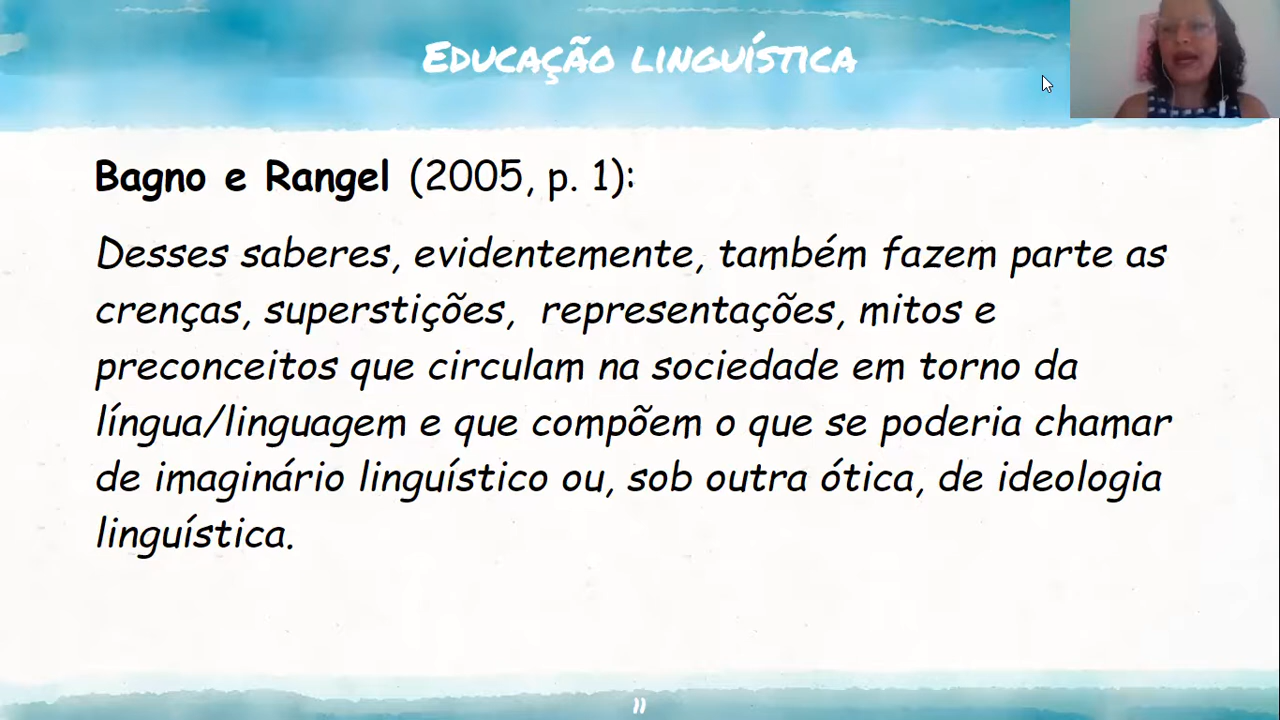 Educação linguística
Bagno e Rangel (2005, p. 1):
Desses saberes, evidentemente, também fazem parte as
crenças, superstições, representações, mitos e
preconceitos que circulam na sociedade em torno da
língua/linguagem e que compõem o que se poderia chamar
de imaginário linguístico ou, sob outra ótica, de ideologia
linguística.
11